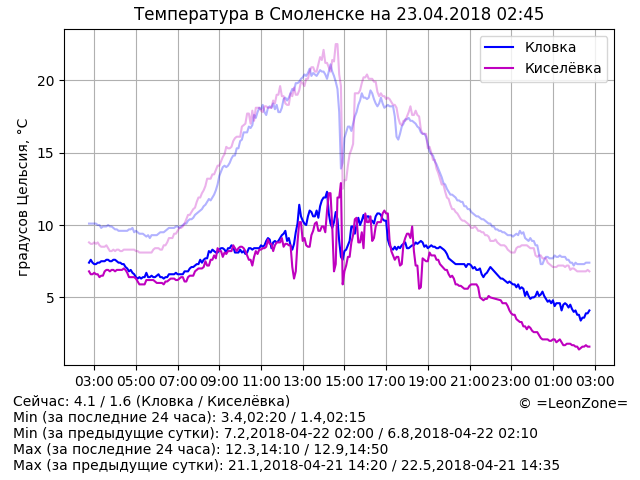 Температура в Смоленске на 23.04.2018 02:45
Кловка
Киселёвка
градусов Цельсия, °C
20
15
10
5
03:00 05:00 07:00 09:00 11:00 13:00 15:00 17:00 19:00 21:00 23:00 01:00 03:00
Сейчас: 4.1 / 1.6 (Кловка / Киселёвка)
© =LeonZone=
Min (за последние 24 часа): 3.4,02:20 / 1.4,02:15
Min (за предыдущие сутки): 7.2,2018-04-22 02:00 / 6.8,2018-04-22 02:10
Max (за последние 24 часа): 12.3,14:10 / 12.9,14:50
Max (за предыдущие сутки): 21.1,2018-04-21 14:20 / 22.5,2018-04-21 14:35